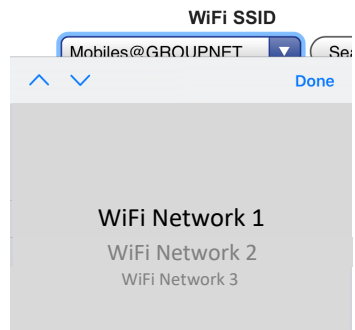 WiFi SSID
Mobiles@GROUPNET
Done
WiFi Network 1
WiFi Network 2
WiFi Network 3